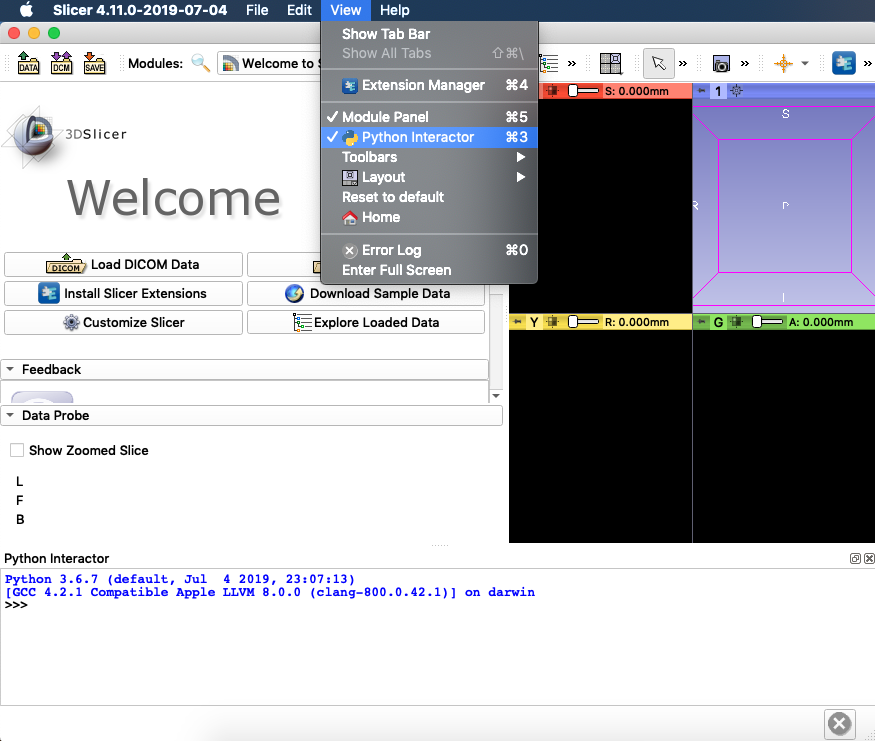 Slicer 4.11.0-2019-07-04 File Edit View Help
Show Tab Bar
Show All Tabs ⇧⌘\
Extension Manager ⌘4
✓ Module Panel ⌘5
✓ Python Interactor ⌘3
Toolbars ▶
Layout ▶
Reset to default
Home
Error Log ⌘0
Enter Full Screen
DATA DCM SAVE Modules: Welcome to S
S: 0.000mm
1
S
R P
I
3DSlicer
Welcome
DICOM Load DICOM Data
Install Slicer Extensions Download Sample Data
Customize Slicer Explore Loaded Data
Y R: 0.000mm G A: 0.000mm
Feedback
Data Probe
Show Zoomed Slice
L
F
B
Python Interactor
Python 3.6.7 (default, Jul  4 2019, 23:07:13)
[GCC 4.2.1 Compatible Apple LLVM 8.0.0 (clang-800.0.42.1)] on darwin
>>>